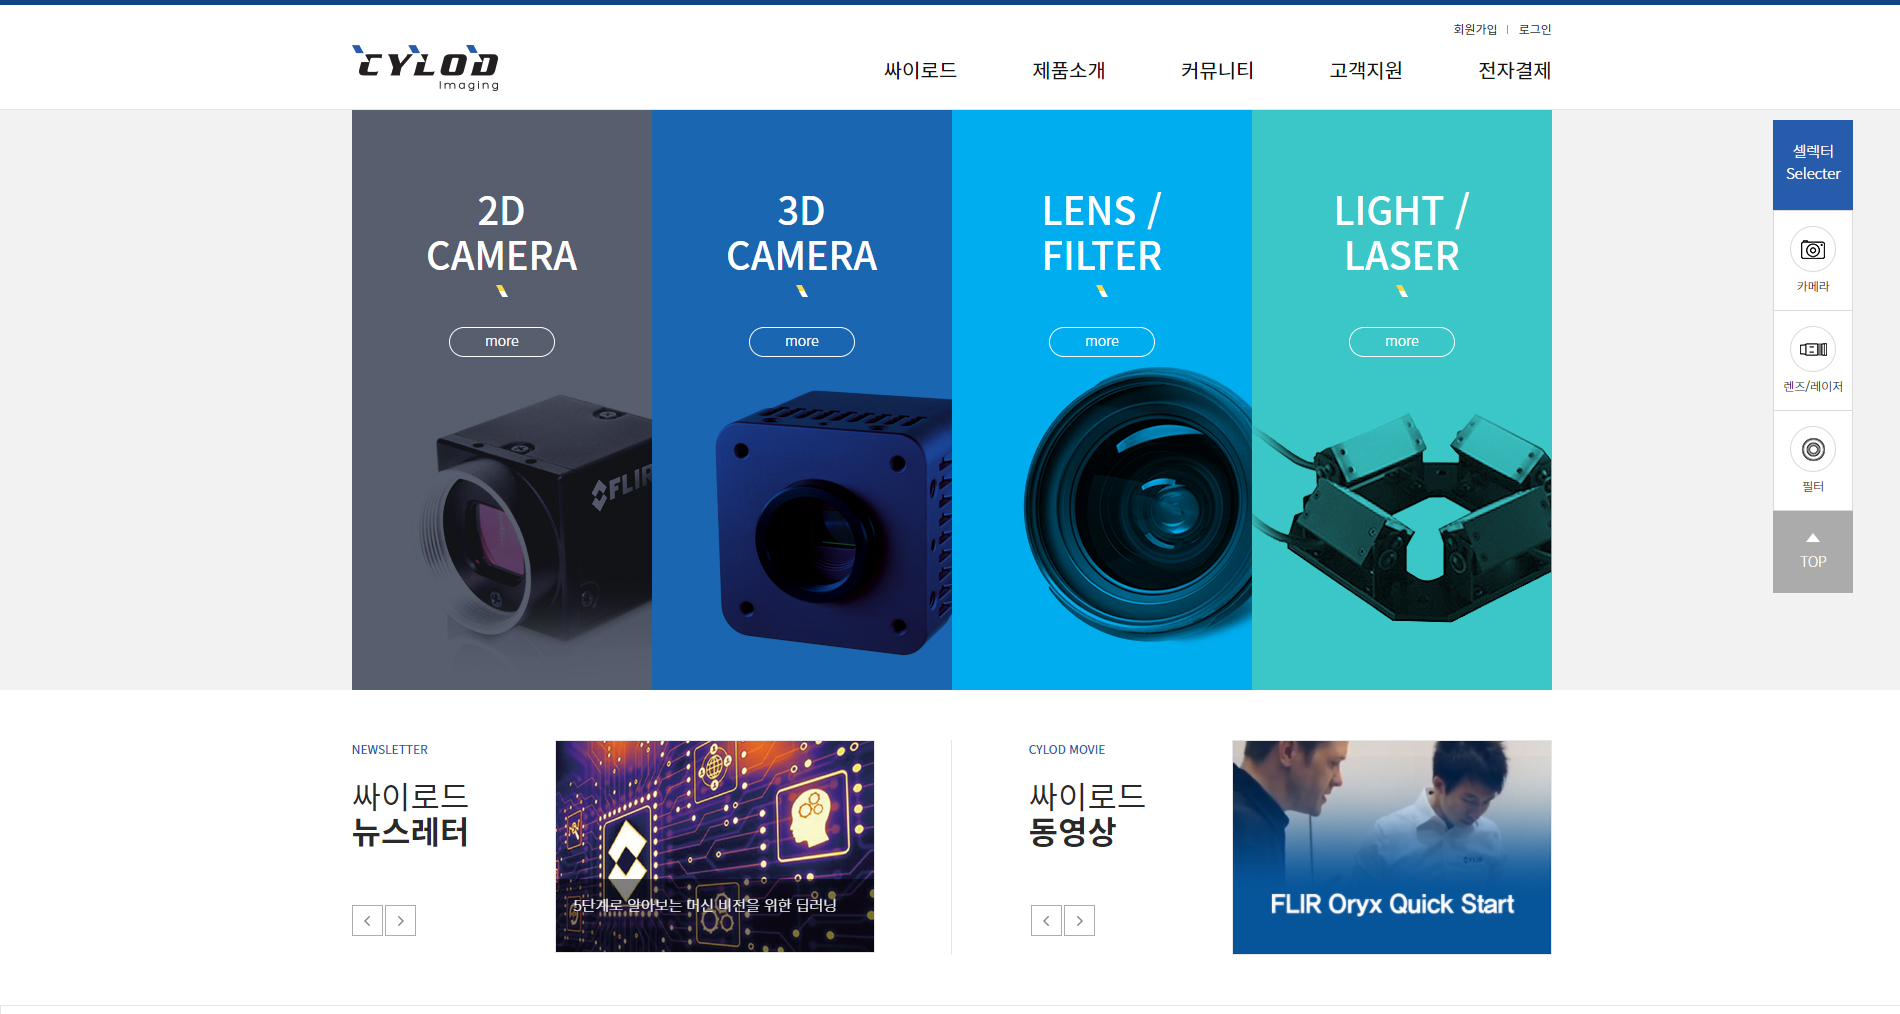 회원가입 | 로그인
CYLOD
Imaging
싸이로드 제품소개 커뮤니티 고객지원 전자결제
2D
CAMERA
more
3D
CAMERA
more
LENS /
FILTER
more
LIGHT /
LASER
more
FLIR
셀렉터
Selecter
카메라
렌즈/레이저
필터
TOP
NEWSLETTER
싸이로드
뉴스레터
5단계로 알아보는 머신 비전을 위한 딥러닝
CYLOD MOVIE
싸이로드
동영상
FLIR Oryx Quick Start